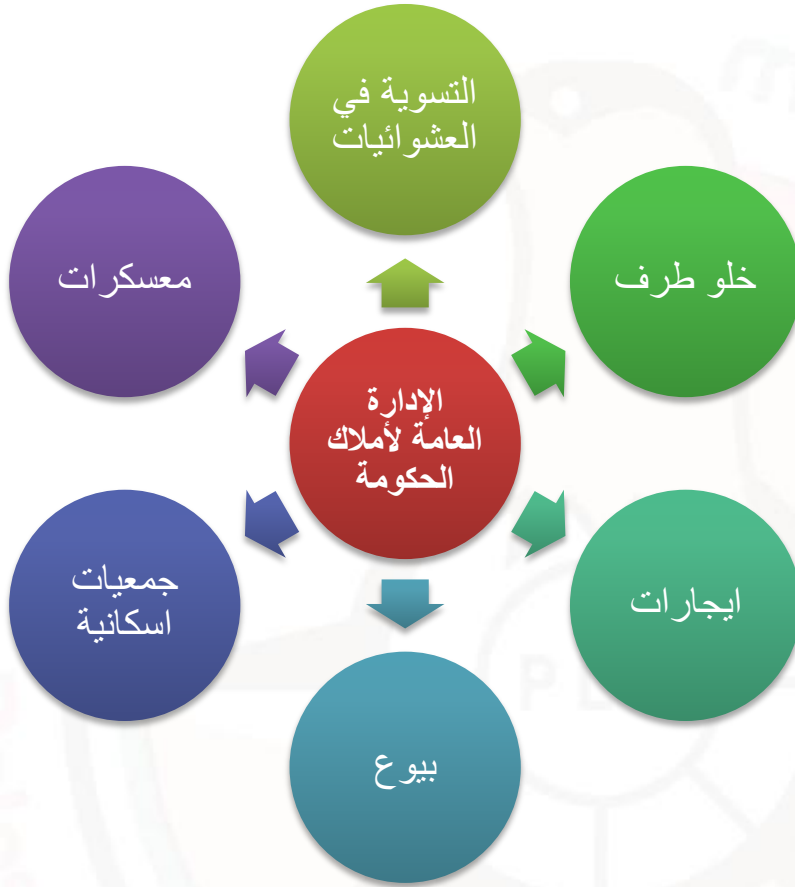 التسوية في
العشوائيات
خلو طرف
ايجارات
بيوع
جمعيات
اسكانية
معسكرات
الإدارة
العامة لأملاك
الحكومة